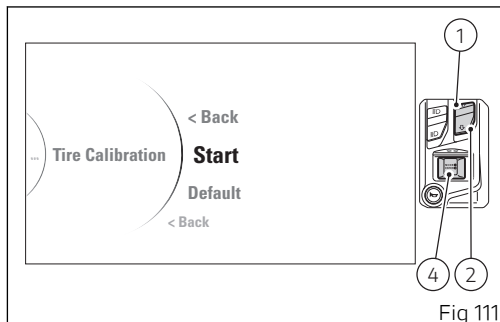 1
< Back
... Tire Calibration Start
Default
< Back
4 2
Fig 111